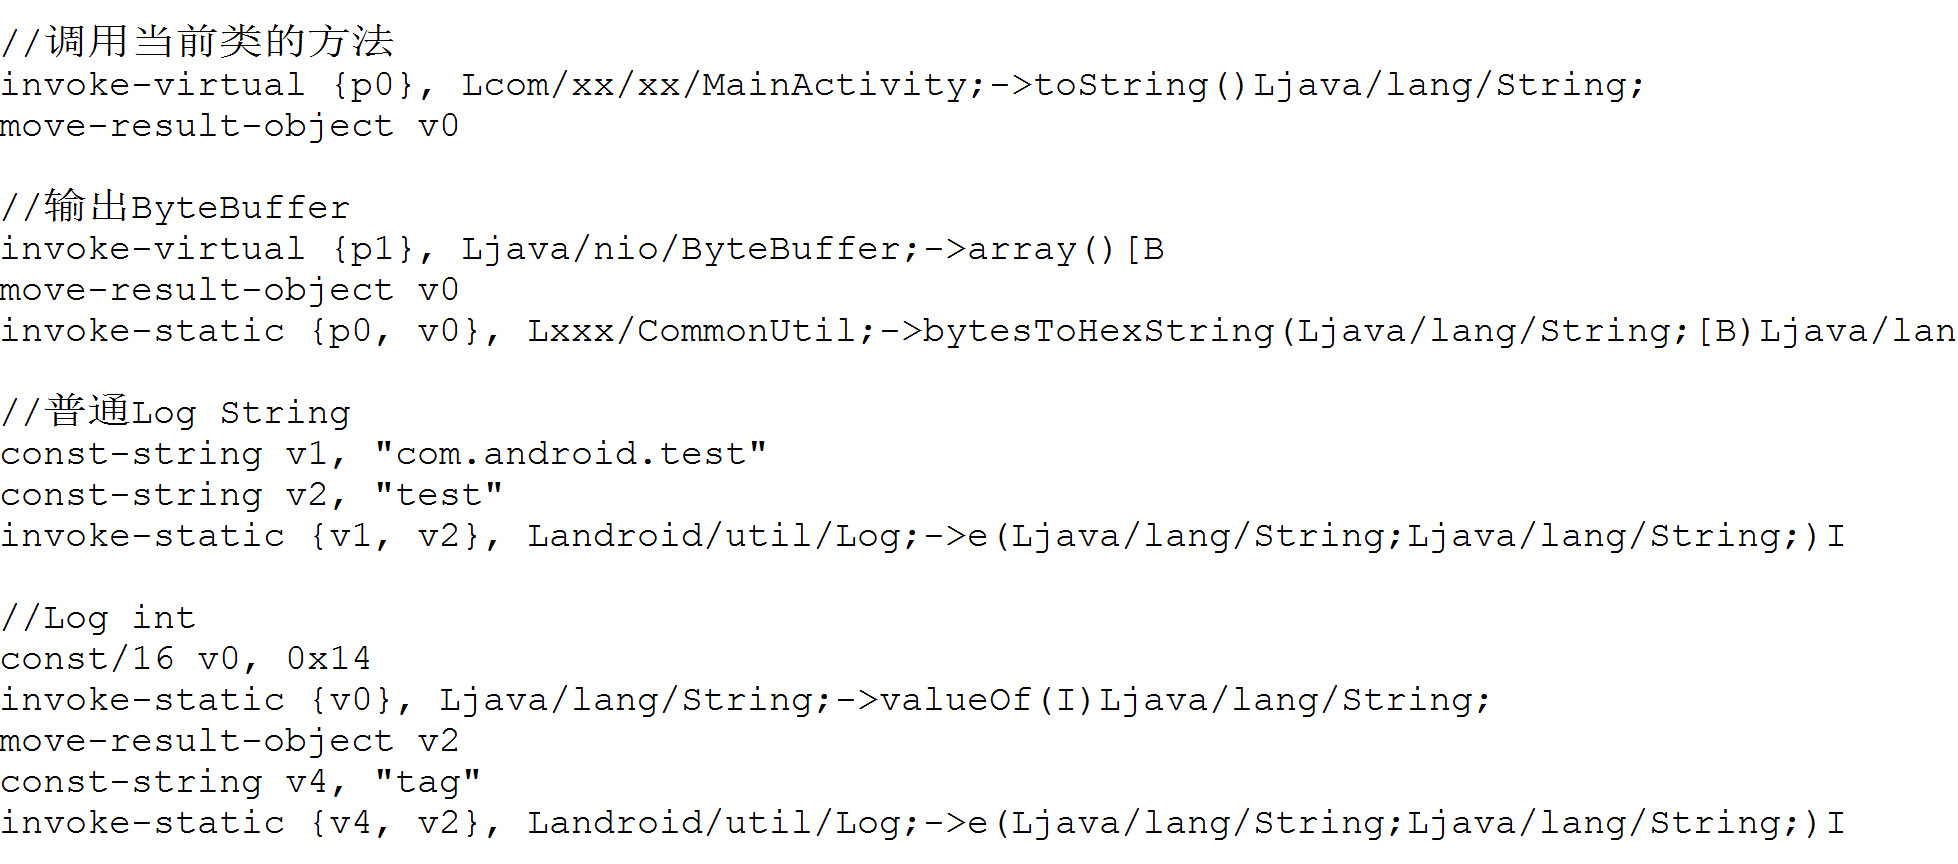 //调用当前类的方法
invoke-virtual {p0}, Lcom/xx/xx/MainActivity;->toString()Ljava/lang/String;
move-result-object v0
//输出ByteBuffer
invoke-virtual {p1}, Ljava/nio/ByteBuffer;->array()[B
move-result-object v0
invoke-static {p0, v0}, Lxxx/CommonUtil;->bytesToHexString(Ljava/lang/String;[B)Ljava/lan
//普通Log String
const-string v1, "com.android.test"
const-string v2, "test"
invoke-static {v1, v2}, Landroid/util/Log;->e(Ljava/lang/String;Ljava/lang/String;)I
//Log int
const/16 v0, 0x14
invoke-static {v0}, Ljava/lang/String;->valueOf(I)Ljava/lang/String;
move-result-object v2
const-string v4, "tag"
invoke-static {v4, v2}, Landroid/util/Log;->e(Ljava/lang/String;Ljava/lang/String;)I